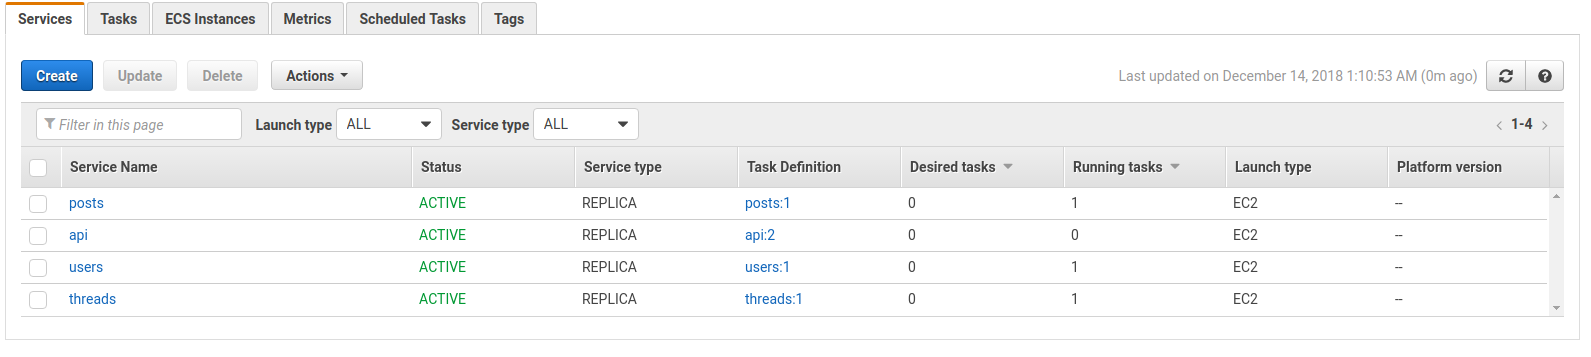 Services Tasks ECS Instances Metrics Scheduled Tasks Tags
Create Update Delete Actions Last updated on December 14, 2018 1:10:53 AM (0m ago)
Filter in this page Launch type ALL Service type ALL 1-4
Service Name Status Service type Task Definition Desired tasks Running tasks Launch type Platform version
posts ACTIVE REPLICA posts:1 0 1 EC2 --
api ACTIVE REPLICA api:2 0 0 EC2 --
users ACTIVE REPLICA users:1 0 1 EC2 --
threads ACTIVE REPLICA threads:1 0 1 EC2 --